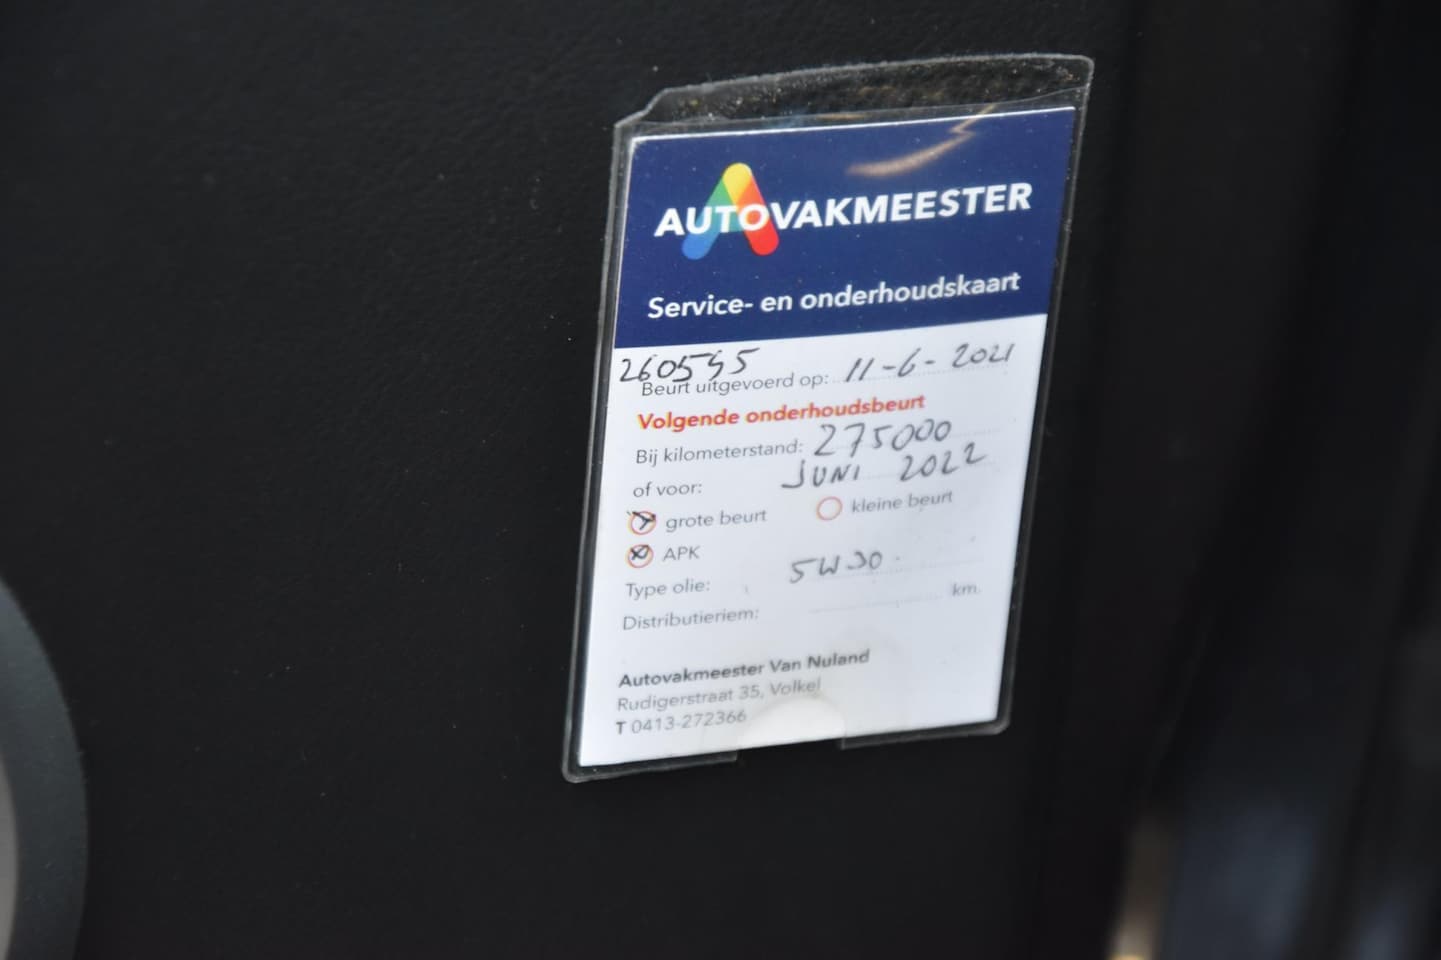 AUTOVAKMEESTER
Service- en onderhoudskaart
260595
Beurt uitgevoerd op: 11-6-2021
Volgende onderhoudsbeurt
Bij kilometerstand: 275000
of voor: JUNI 2022
grote beurt kleine beurt
APK
Type olie: 5W30
Distributieriem: km.
Autovakmeester Van Nuland
Rudigerstraat 35, Volkel
T 0413-272366